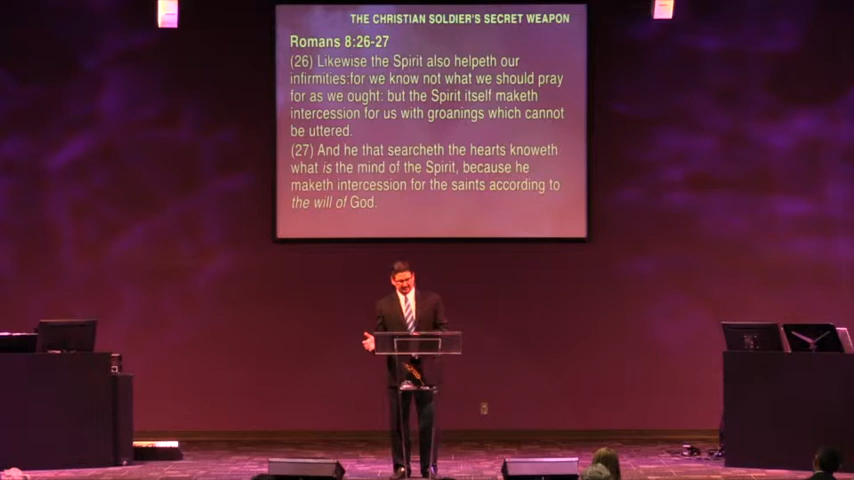 THE CHRISTIAN SOLDIER'S SECRET WEAPON
Romans 8:26-27
(26) Likewise the Spirit also helpeth our
infirmities:for we know not what we should pray
for as we ought: but the Spirit itself maketh
intercession for us with groanings which cannot
be uttered.
(27) And he that searcheth the hearts knoweth
what is the mind of the Spirit, because he
maketh intercession for the saints according to
the will of God.